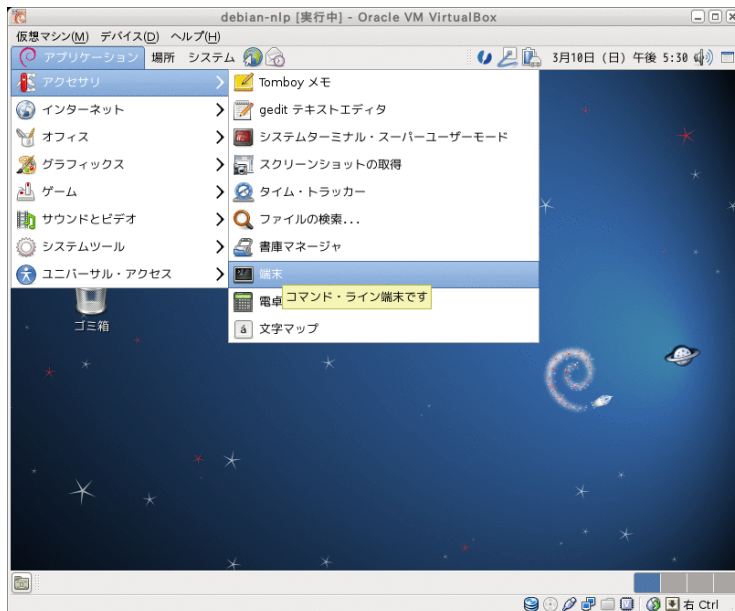 debian-nlp [実行中] - Oracle VM VirtualBox
仮想マシン(M) デバイス(D) ヘルプ(H)
アプリケーション 場所 システム 3月10日 (日) 午後 5:30
アクセサリ
インターネット
オフィス
グラフィックス
ゲーム
サウンドとビデオ
システムツール
ユニバーサル・アクセス
Tomboy メモ
gedit テキストエディタ
システムターミナル・スーパーユーザーモード
スクリーンショットの取得
タイム・トラッカー
ファイルの検索...
書庫マネージャ
端末
電卓
コマンド・ライン端末です
á 文字マップ
ゴミ箱
右 Ctrl